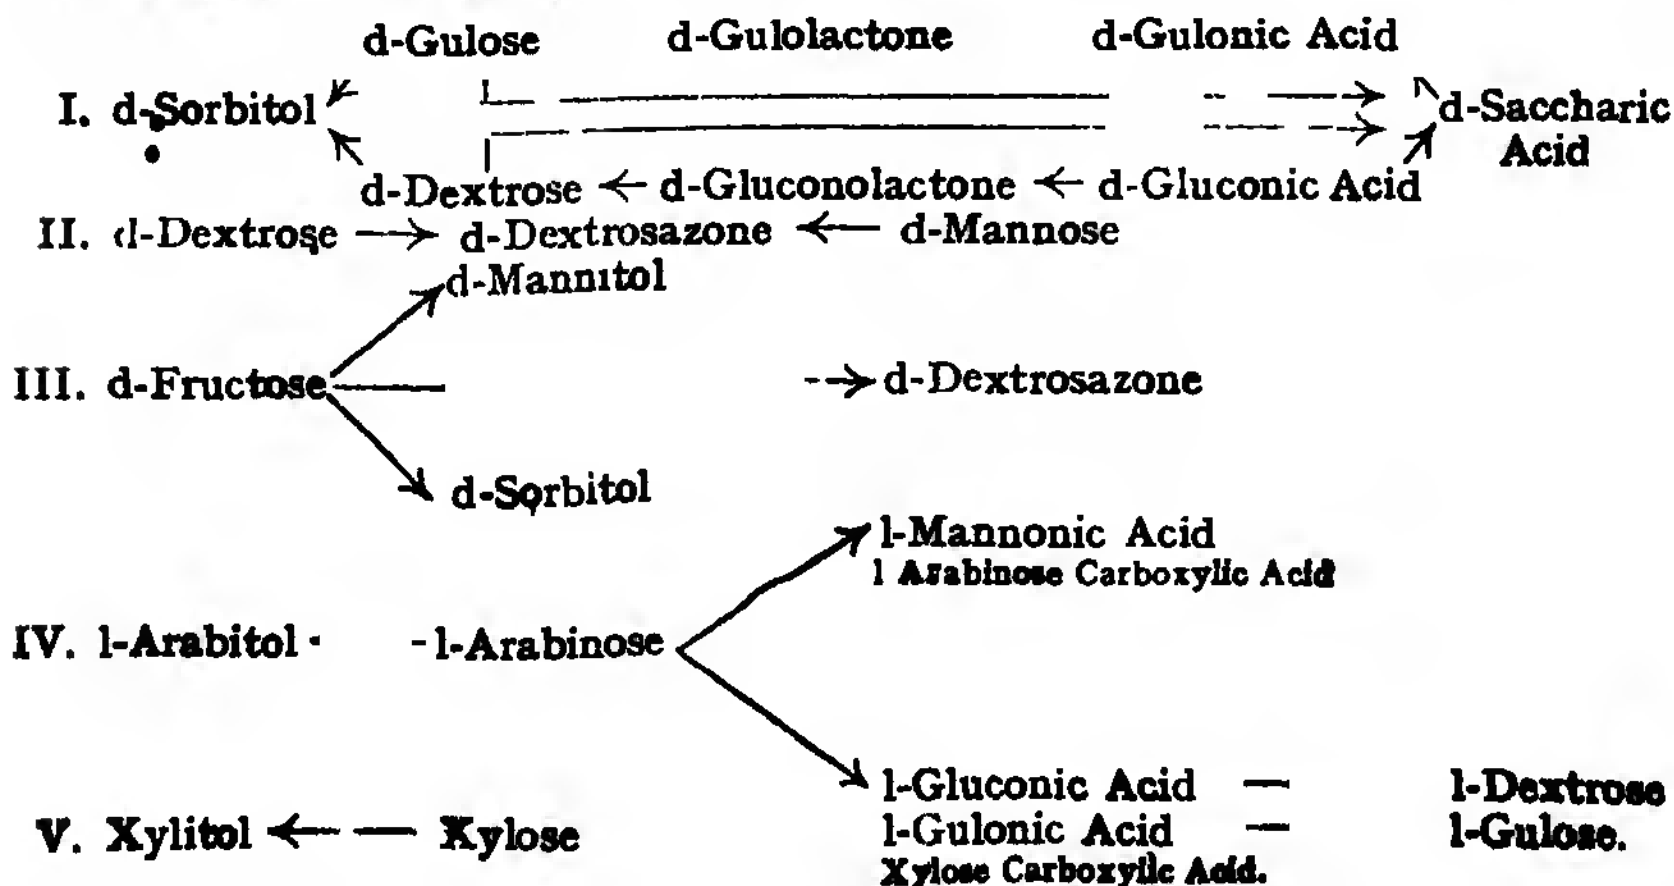 d-Gulose d-Gulolactone d-Gulonic Acid
I. d-Sorbitol d-Saccharic
Acid
d-Dextrose ← d-Gluconolactone ← d-Gluconic Acid
II. d-Dextrose → d-Dextrosazone ← d-Mannose
d-Mannitol
III. d-Fructose → d-Dextrosazone
d-Sorbitol
l-Mannonic Acid
l Arabinose Carboxylic Acid
IV. l-Arabitol - l-Arabinose
l-Gluconic Acid — l-Dextrose
V. Xylitol ← — Xylose l-Gulonic Acid — l-Gulose.
Xylose Carboxylic Acid.